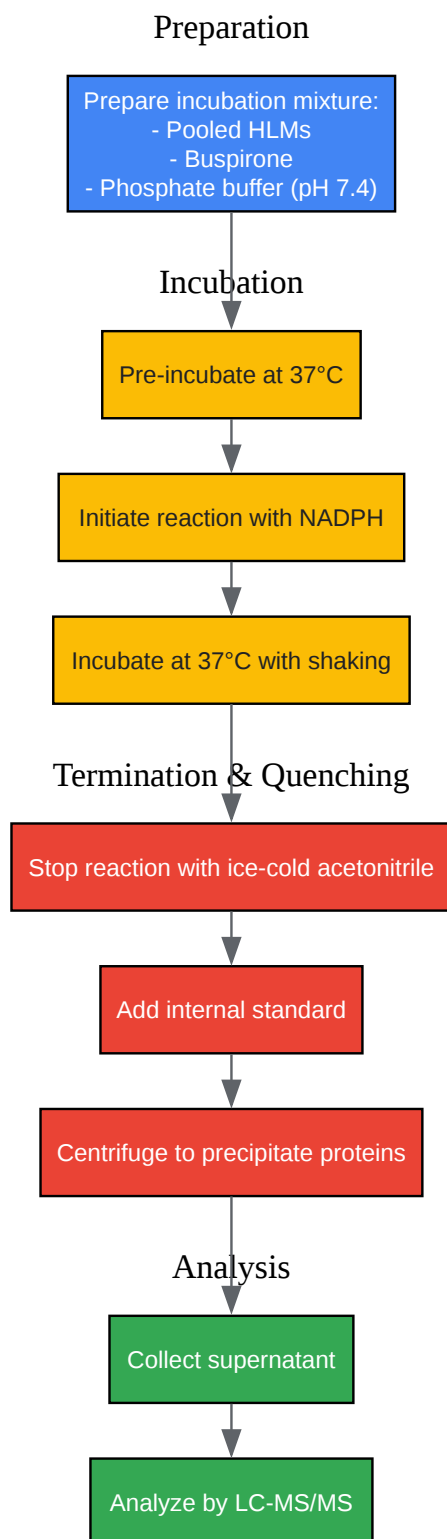 Preparation
Prepare incubation mixture:
- Pooled HLMs
- Buspirone
- Phosphate buffer (pH 7.4)
Incubation
Pre-incubate at 37°C
Initiate reaction with NADPH
Incubate at 37°C with shaking
Termination & Quenching
Stop reaction with ice-cold acetonitrile
Add internal standard
Centrifuge to precipitate proteins
Analysis
Collect supernatant
Analyze by LC-MS/MS